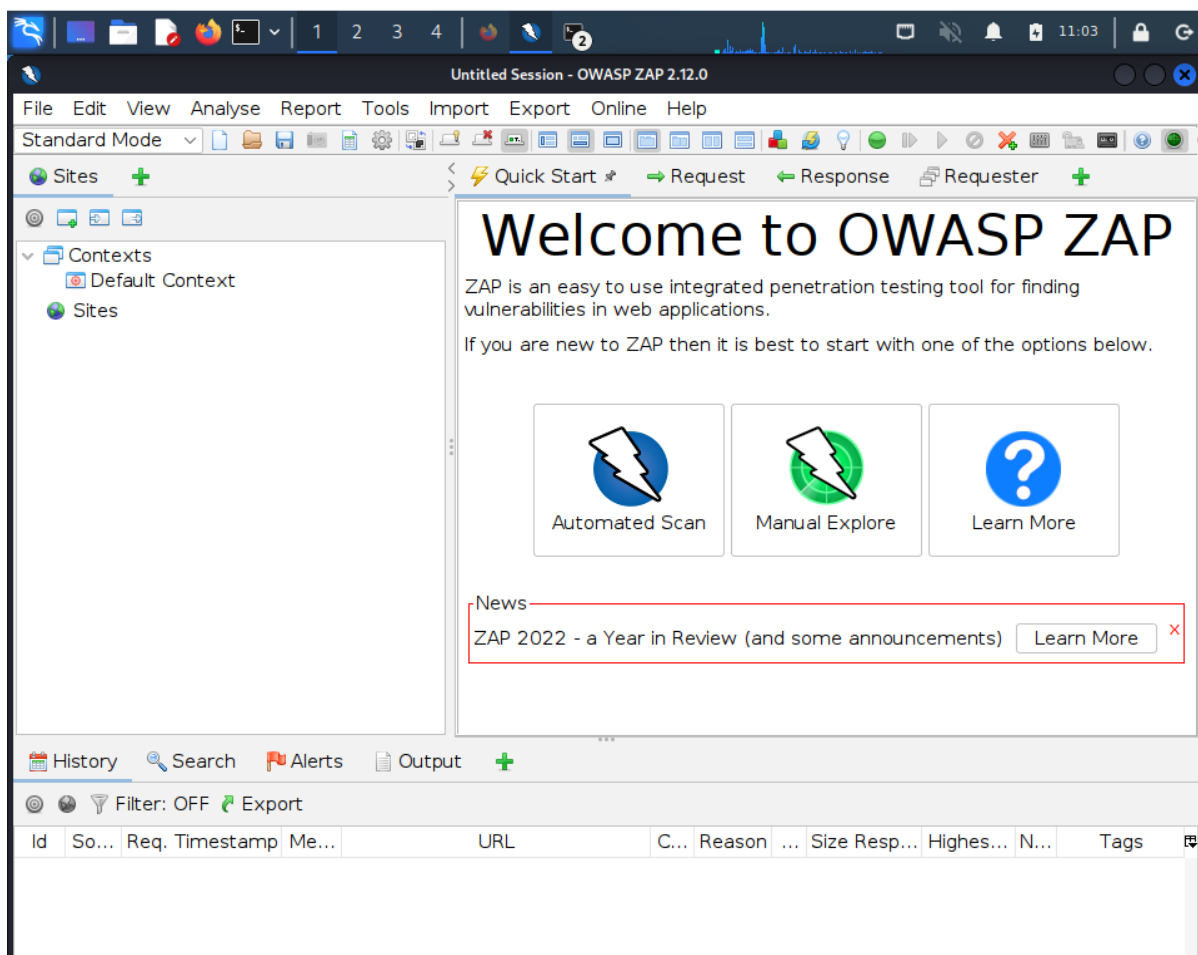 1 2 3 4 2 11:03
Untitled Session - OWASP ZAP 2.12.0
File Edit View Analyse Report Tools Import Export Online Help
Standard Mode
Sites
Quick Start Request Response Requester
Contexts
Default Context
Sites
Welcome to OWASP ZAP
ZAP is an easy to use integrated penetration testing tool for finding
vulnerabilities in web applications.
If you are new to ZAP then it is best to start with one of the options below.
Automated Scan Manual Explore Learn More
News
ZAP 2022 - a Year in Review (and some announcements) Learn More X
History Search Alerts Output
Filter: OFF Export
Id So... Req. Timestamp Me... URL C... Reason ... Size Resp... Highes... N... Tags